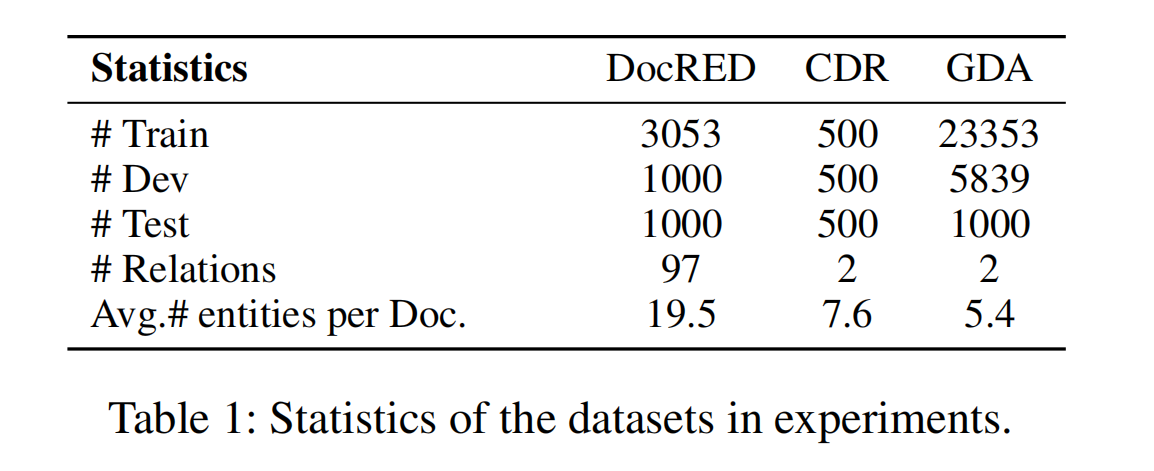 Statistics DocRED CDR GDA
# Train 3053 500 23353
# Dev 1000 500 5839
# Test 1000 500 1000
# Relations 97 2 2
Avg.# entities per Doc. 19.5 7.6 5.4
Table 1: Statistics of the datasets in experiments.